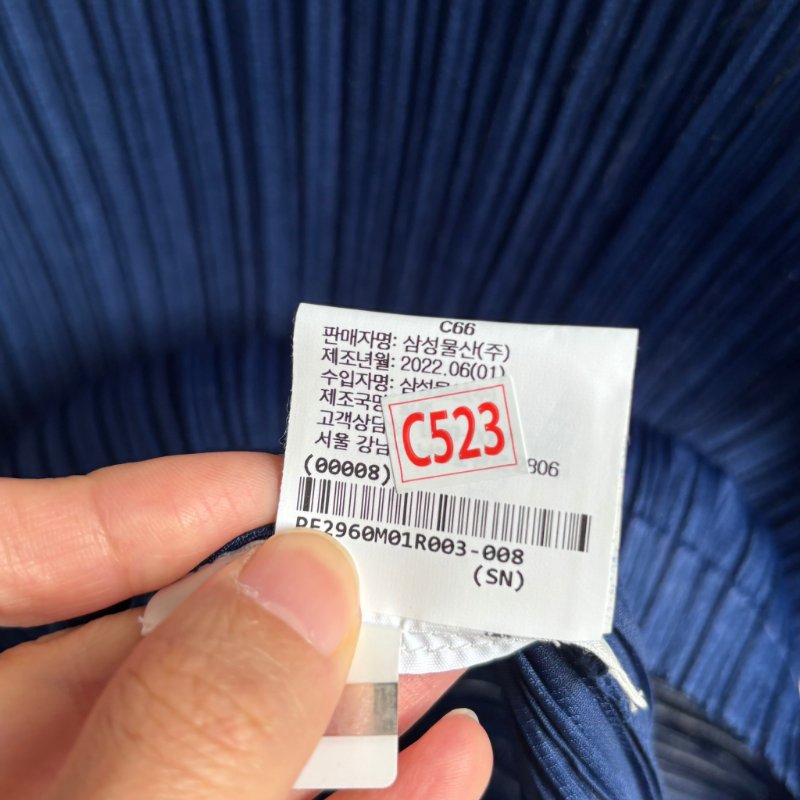 C66
판매자명: 삼성물산(주)
제조년월: 2022.06(01)
수입자명:
제조국명
고객상담
서울 강남
C523
806
(00008)
2960M01R003-008
(SN)